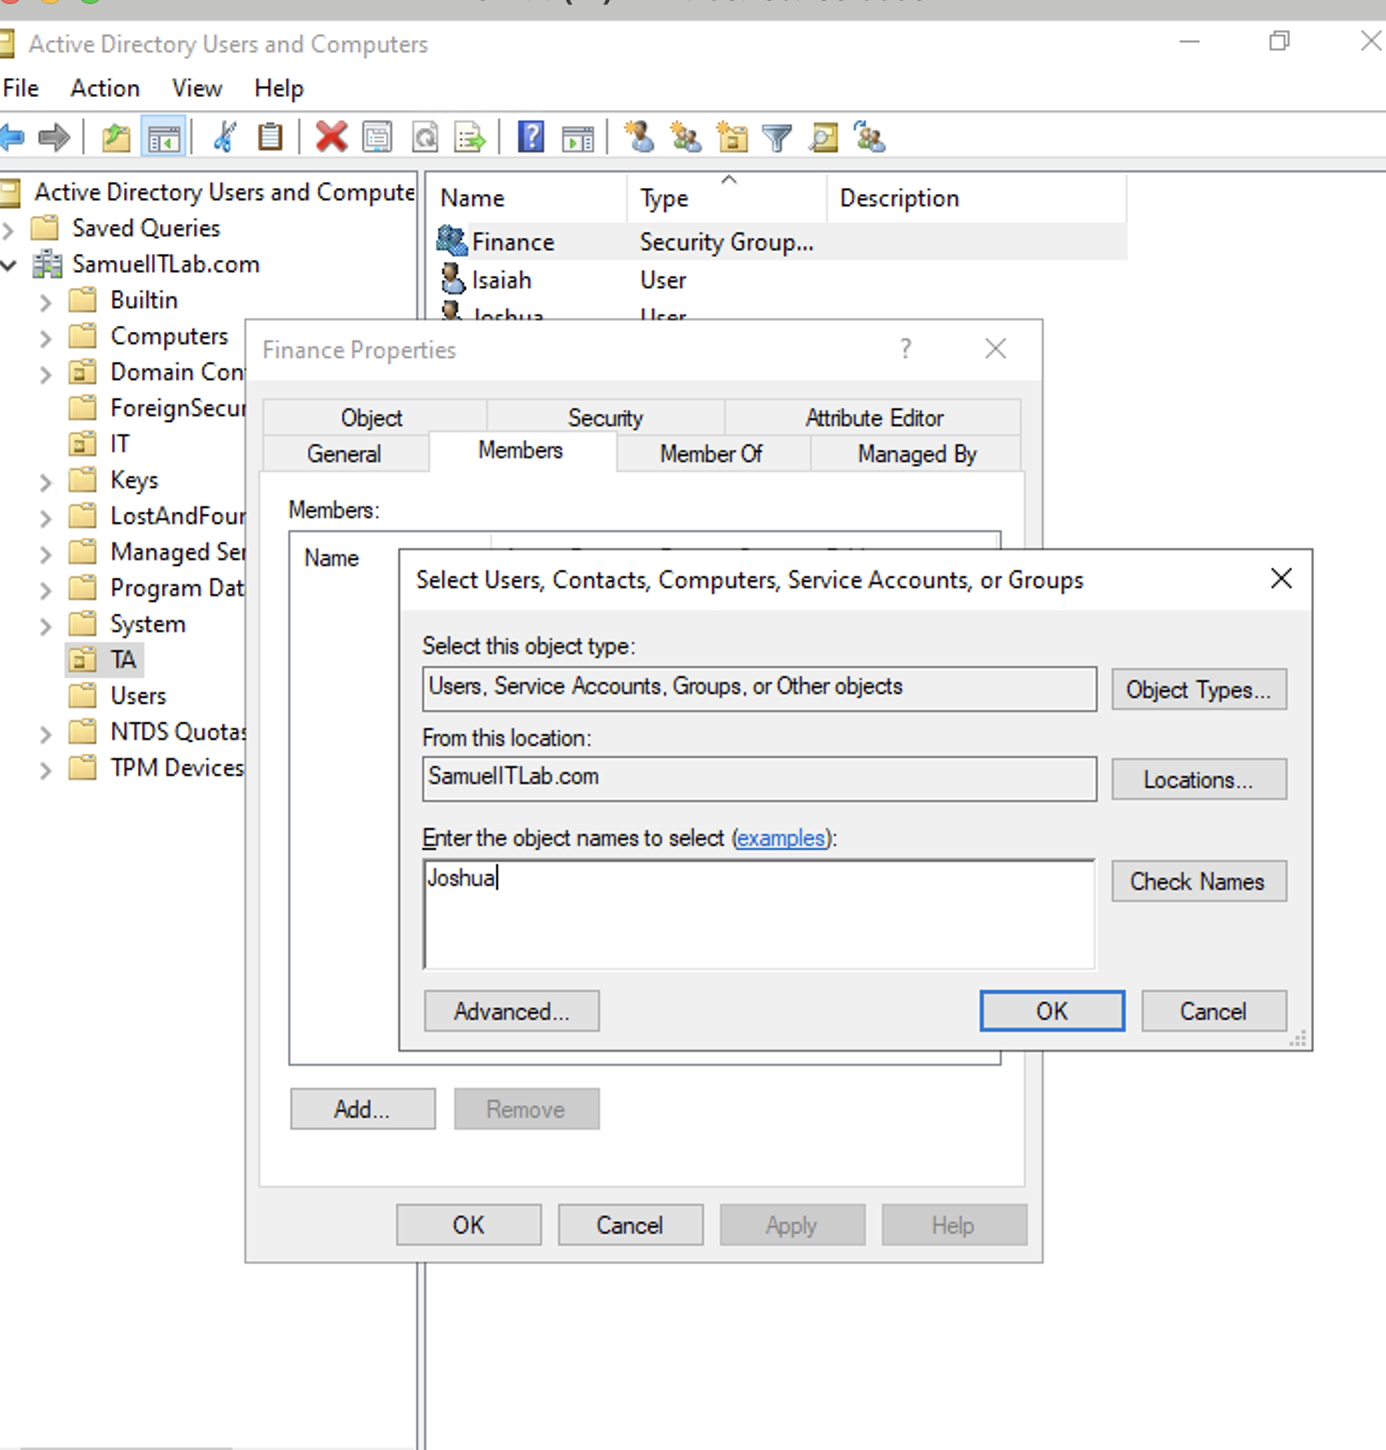 Active Directory Users and Computers
File Action View Help
Active Directory Users and Compute
Saved Queries
SamuelITLab.com
Builtin
Computers
Domain Con
ForeignSecur
IT
Keys
LostAndFour
Managed Ser
Program Dat
System
TA
Users
NTDS Quotas
TPM Devices
Name Type Description
Finance Security Group...
Isaiah User
Joshua User
Finance Properties
?
Object Security Attribute Editor
General Members Member Of Managed By
Members:
Name
Select Users, Contacts, Computers, Service Accounts, or Groups
Select this object type:
Users, Service Accounts, Groups, or Other objects
Object Types...
From this location:
SamuelITLab.com
Locations...
Enter the object names to select (examples):
Joshua
Check Names
Advanced...
OK Cancel
Add... Remove
OK Cancel Apply Help